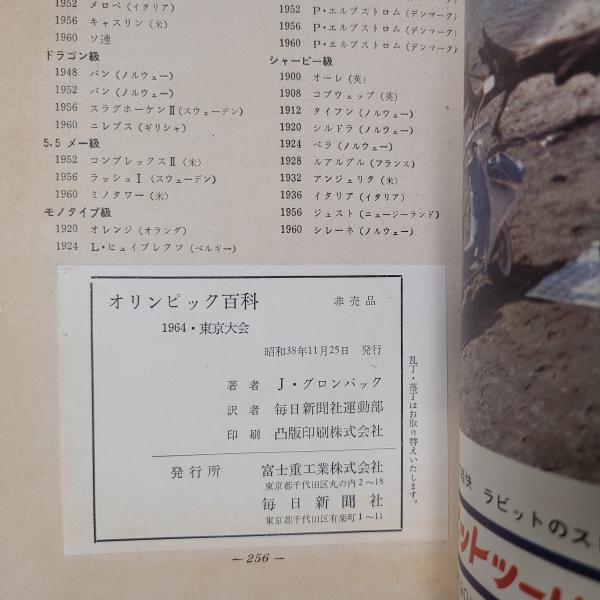 1952 メロペ (イタリア)
1956 キャスリン (米)
1960 ソ連
ドラゴン級
1948 パン (ノルウェー)
1952 パン (ノルウェー)
1956 スラグホーケンⅡ (スウェーデン)
1960 ニレブス (ギリシャ)
5.5 メー級
1952 コンプレックスⅡ (米)
1956 ラッシュⅠ (スウェーデン)
1960 ミノタワー (米)
モノタイプ級
1920 オレンジ (オランダ)
1924 L・ヒュイブレクツ (ベルギー)
1952 P・エルブストロム (デンマーク)
1956 P・エルブストロム (デンマーク)
1960 P・エルブストロム (デンマーク)
シャーピー級
1900 オーレ (英)
1908 コブウェッブ (英)
1912 タイフン (ノルウェー)
1920 シルドラ (ノルウェー)
1924 ベラ (ノルウェー)
1928 ルアルグル (フランス)
1932 アンジェリタ (米)
1936 イタリア (イタリア)
1956 ジェスト (ニュージーランド)
1960 シレーネ (ノルウェー)
オリンピック百科 非売品
1964・東京大会
昭和38年11月25日 発行
著者 J・グロンバック
訳者 毎日新聞社運動部
印刷 凸版印刷株式会社
発行所 富士重工業株式会社
東京都千代田区丸の内2〜18
毎日新聞社
東京都千代田区有楽町1〜11
乱丁・落丁はお取り替えいたします。
― 256 ―
ラビットのス